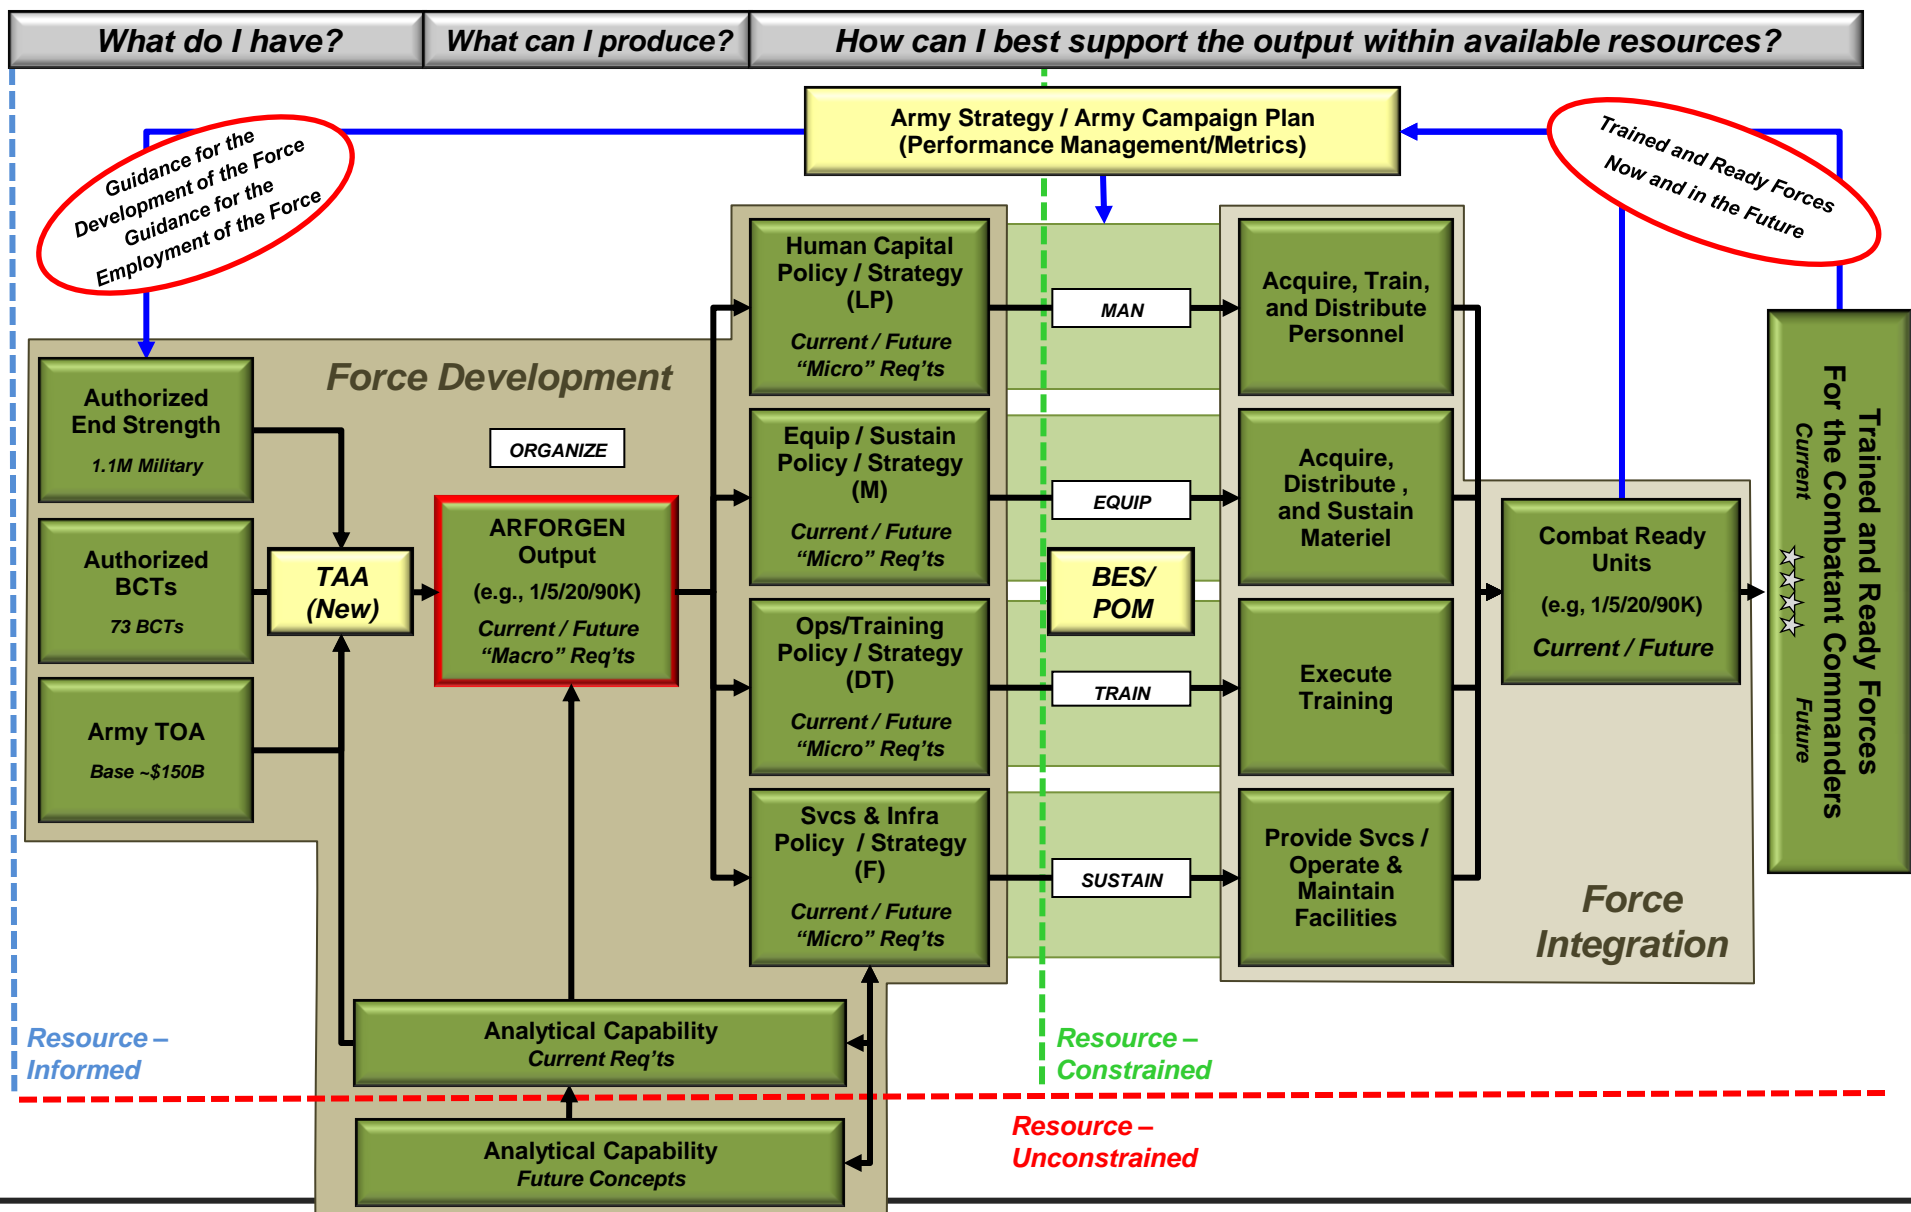 What do I have?
What can I produce?
How can I best support the output within available resources?
Army Strategy / Army Campaign Plan
(Performance Management/Metrics)
Guidance for the
Development of the Force
Guidance for the
Employment of the Force
Trained and Ready Forces
Now and in the Future
Force Development
ORGANIZE
Authorized
End Strength
1.1M Military
Authorized
BCTs
73 BCTs
Army TOA
Base ~$150B
TAA
(New)
ARFORGEN
Output
(e.g., 1/5/20/90K)
Current / Future
“Macro” Req'ts
Human Capital
Policy / Strategy
(LP)
Current / Future
“Micro” Req'ts
Equip / Sustain
Policy / Strategy
(M)
Current / Future
“Micro” Req'ts
Ops/Training
Policy / Strategy
(DT)
Current / Future
“Micro” Req'ts
Svcs & Infra
Policy / Strategy
(F)
Current / Future
“Micro” Req'ts
MAN
EQUIP
BES/
POM
TRAIN
SUSTAIN
Acquire, Train,
and Distribute
Personnel
Acquire,
Distribute ,
and Sustain
Materiel
Execute
Training
Provide Svcs /
Operate &
Maintain
Facilities
Combat Ready
Units
(e.g, 1/5/20/90K)
Current / Future
Force
Integration
Trained and Ready Forces
For the Combatant Commanders
Current
Future
Analytical Capability
Current Req'ts
Analytical Capability
Future Concepts
Resource –
Informed
Resource –
Constrained
Resource –
Unconstrained